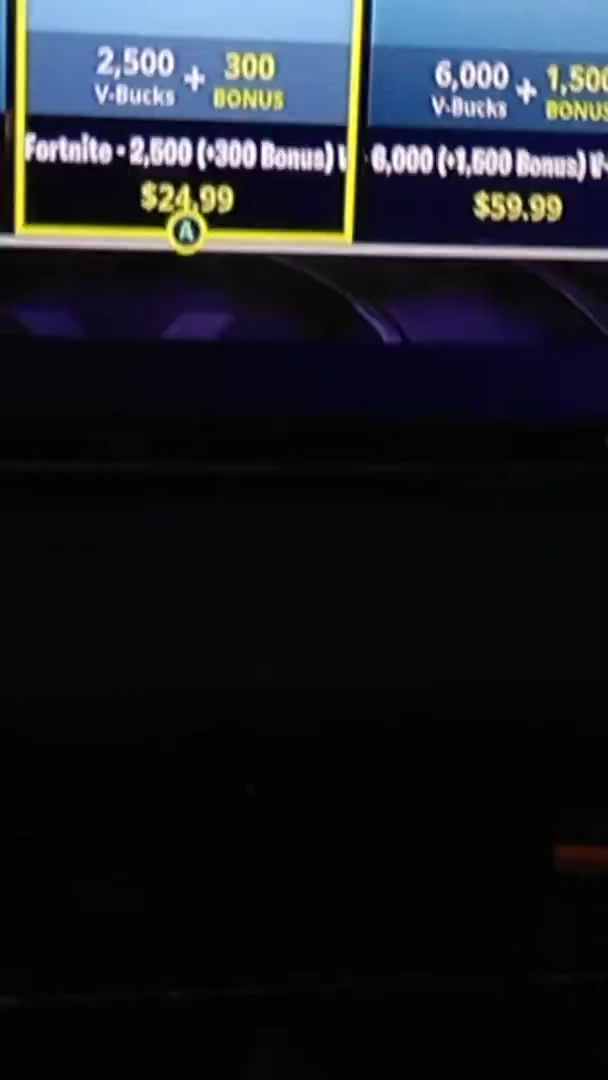 2,500 + 300
V-Bucks BONUS
Fortnite - 2,500 (+300 Bonus)
$24.99
A
6,000 + 1,500
V-Bucks BONUS
6,000 (+1,500 Bonus) V-
$59.99